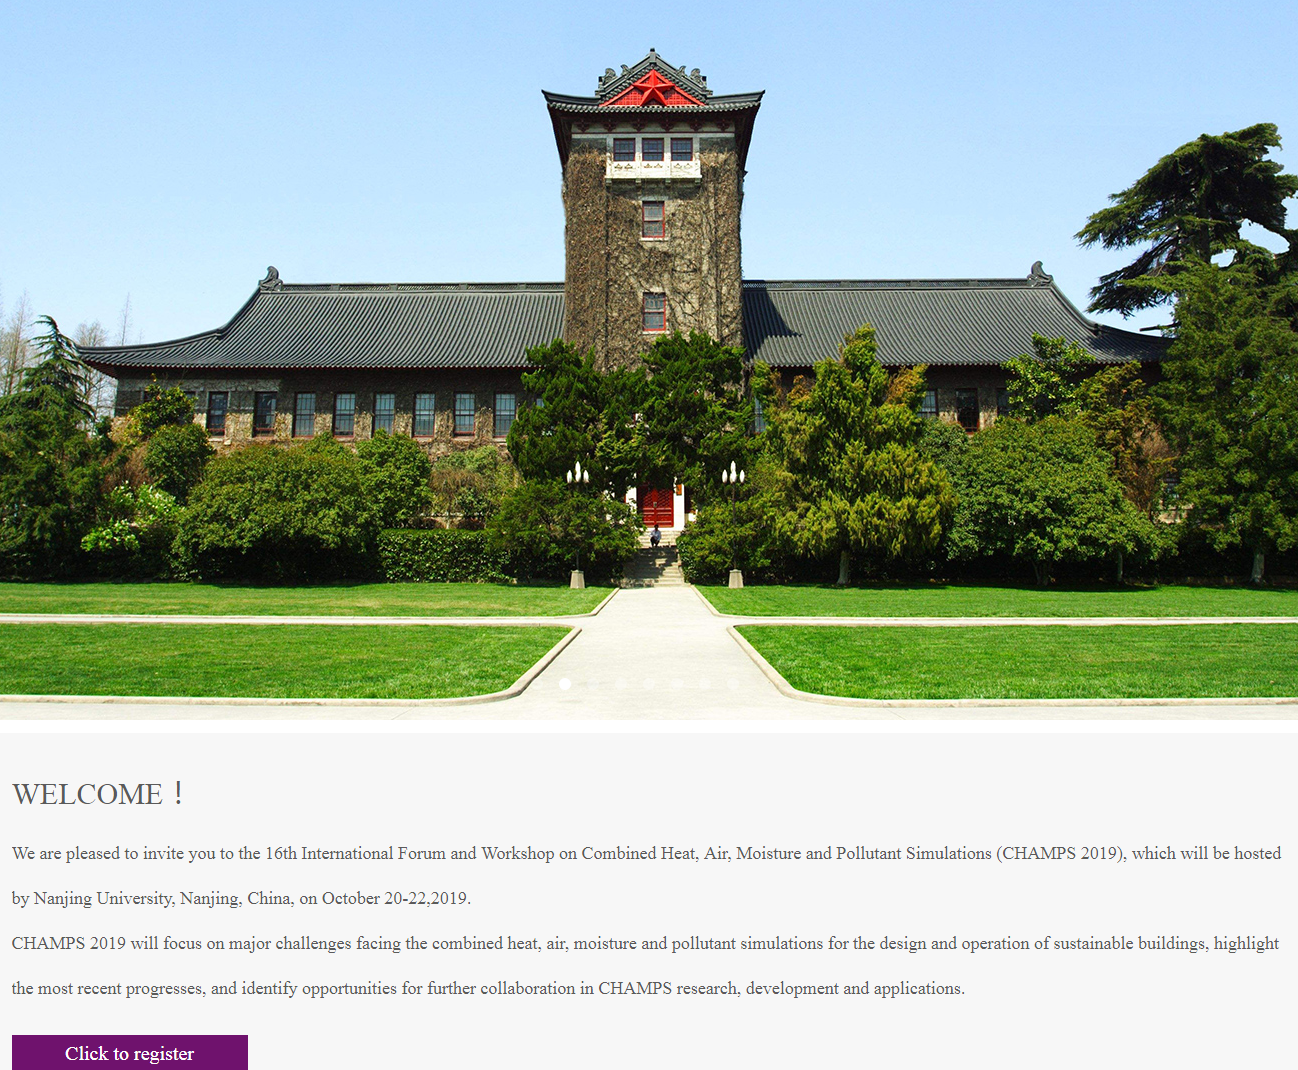 WELCOME！
We are pleased to invite you to the 16th International Forum and Workshop on Combined Heat, Air, Moisture and Pollutant Simulations (CHAMPS 2019), which will be hosted
by Nanjing University, Nanjing, China, on October 20-22,2019.
CHAMPS 2019 will focus on major challenges facing the combined heat, air, moisture and pollutant simulations for the design and operation of sustainable buildings, highlight
the most recent progresses, and identify opportunities for further collaboration in CHAMPS research, development and applications.
Click to register